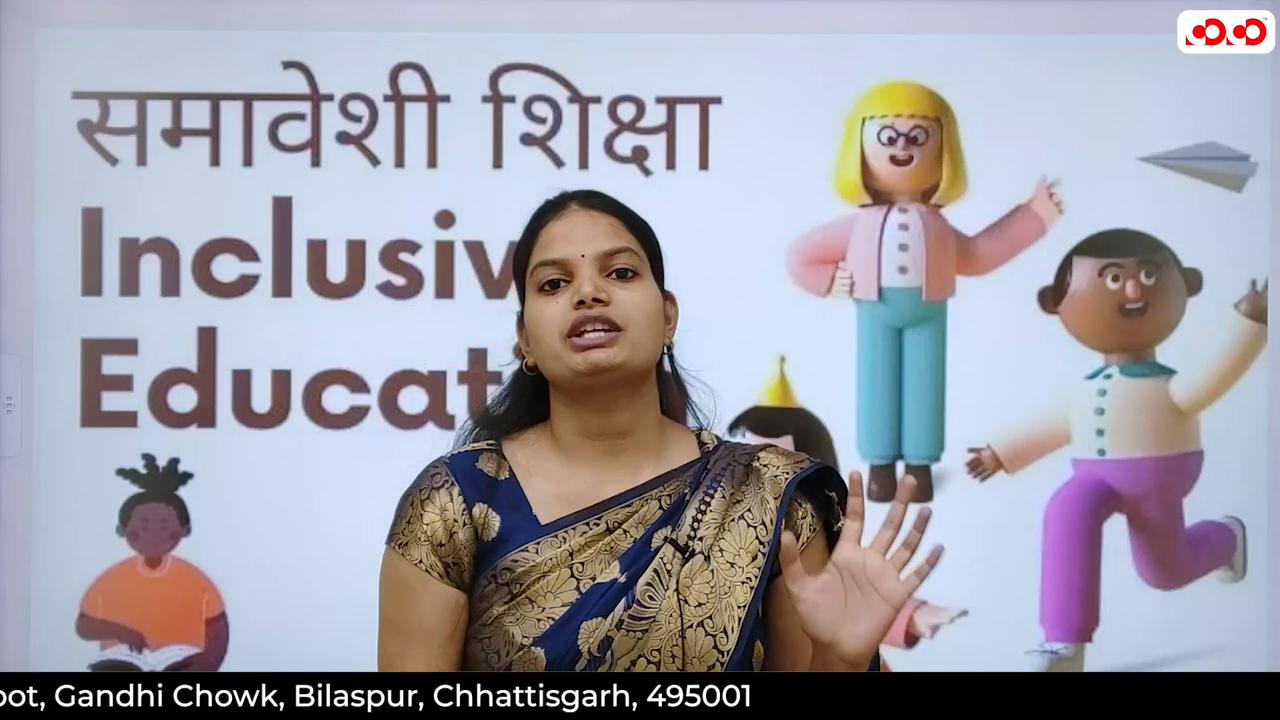 समावेशी शिक्षा
Inclusiv
Educat
oot, Gandhi Chowk, Bilaspur, Chhattisgarh, 495001